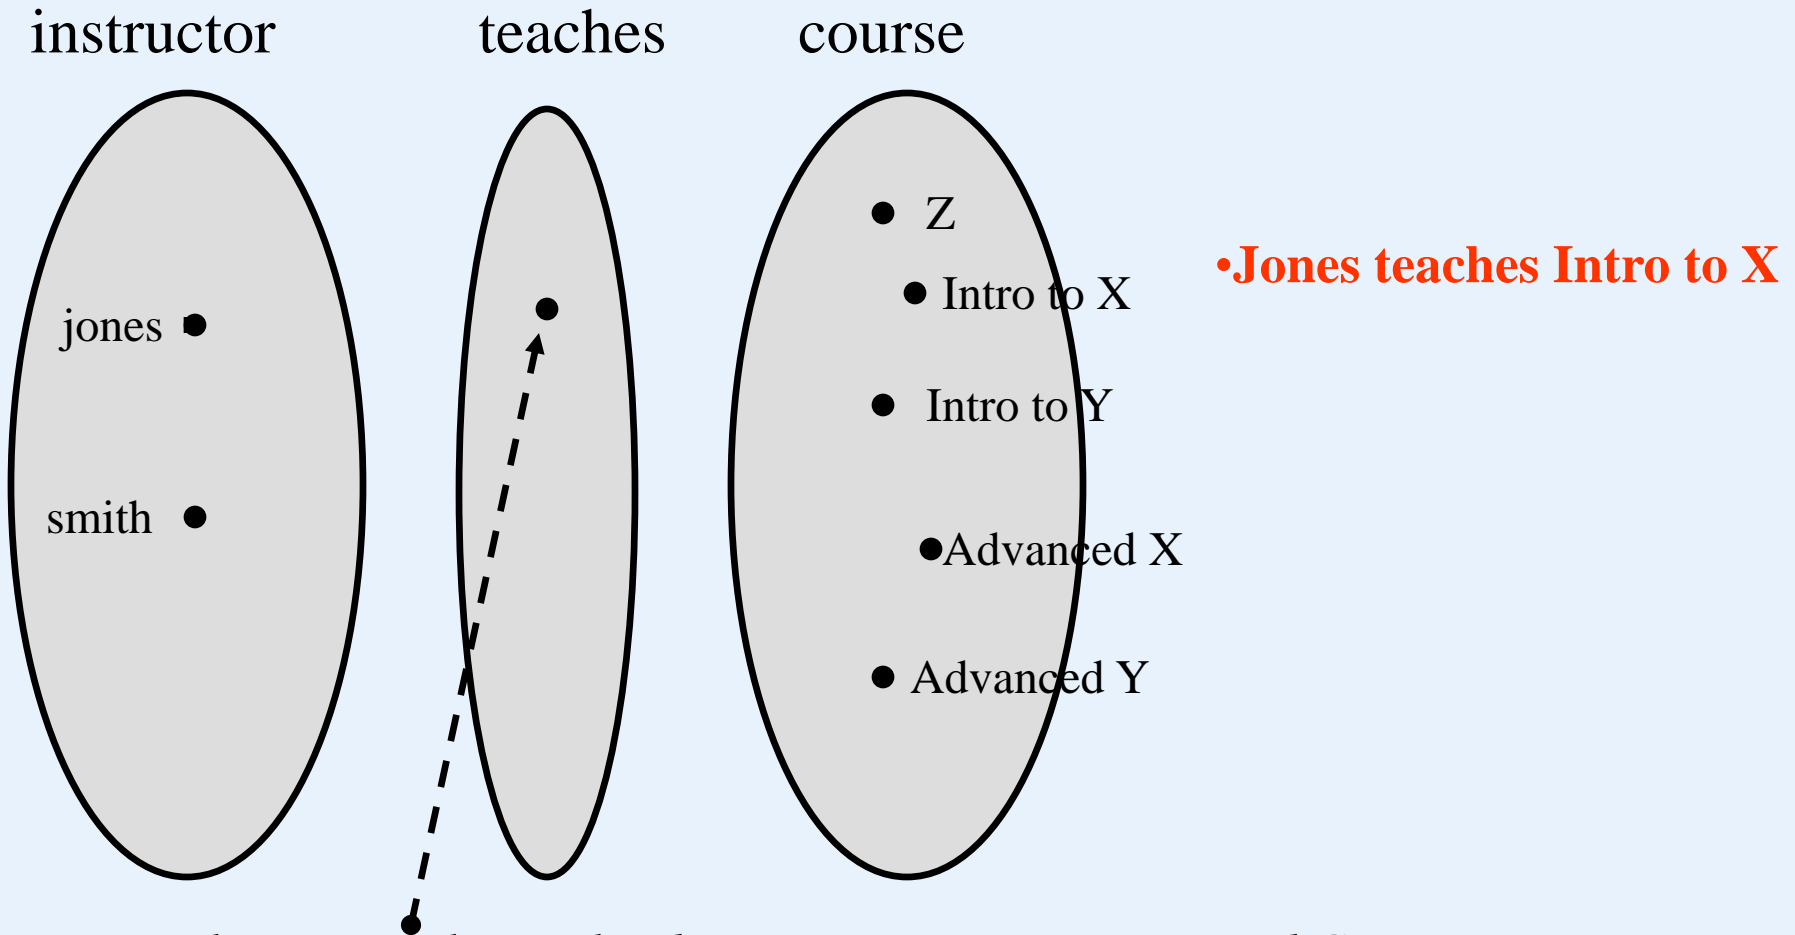 instructor teaches course
Z
•Jones teaches Intro to X
Intro to X
jones
Intro to Y
smith
Advanced X
Advanced Y